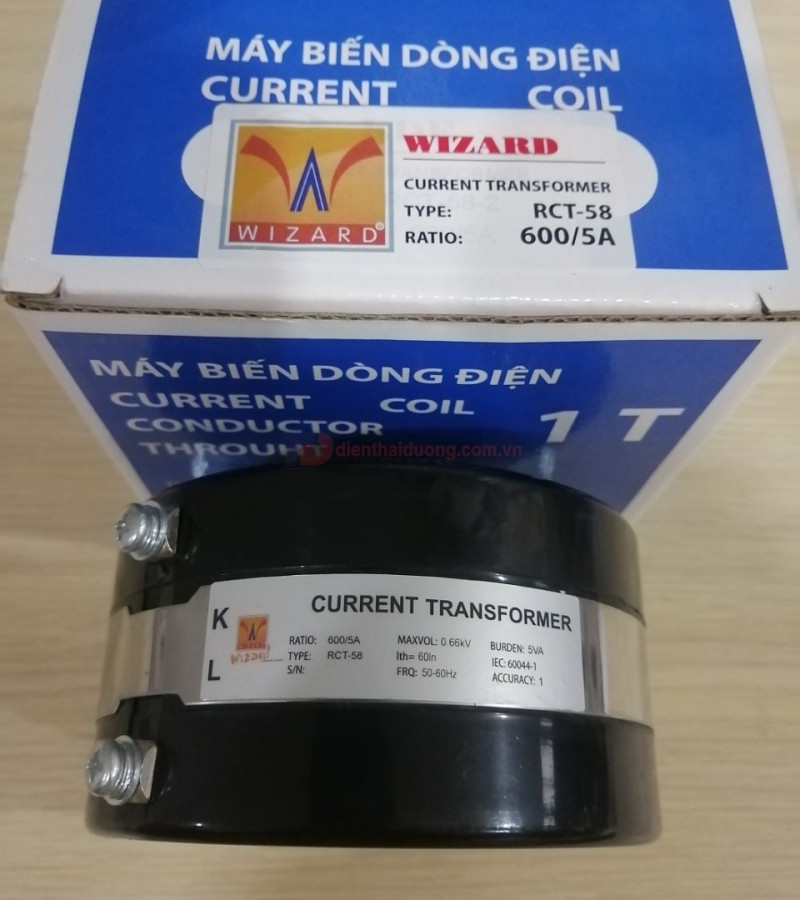 MÁY BIẾN DÒNG ĐIỆN
CURRENT COIL
WIZARD
WIZARD
CURRENT TRANSFORMER
TYPE: RCT-58
RATIO: 600/5A
MÁY BIẾN DÒNG ĐIỆN
CURRENT COIL
CONDUCTOR
THROUHT
1 T
dienthaiduong.com.vn
CURRENT TRANSFORMER
K
L
Wizard
RATIO: 600/5A
TYPE: RCT-58
S/N:
MAXVOL: 0.66kV
Ith= 60In
FRQ: 50-60Hz
BURDEN: 5VA
IEC: 60044-1
ACCURACY: 1